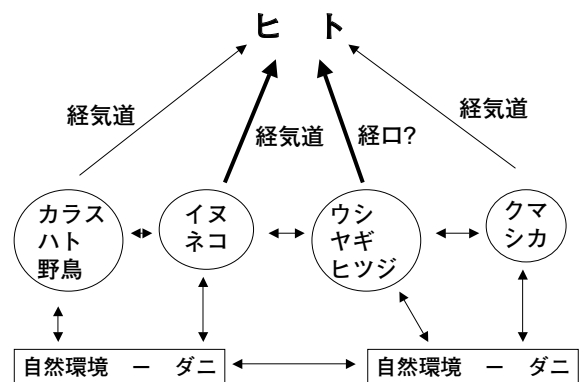 ヒ ト
経気道
経気道
経口?
経気道
カラス
ハト
野鳥
イヌ
ネコ
ウシ
ヤギ
ヒツジ
クマ
シカ
自然環境 ー ダニ
自然環境 ー ダニ